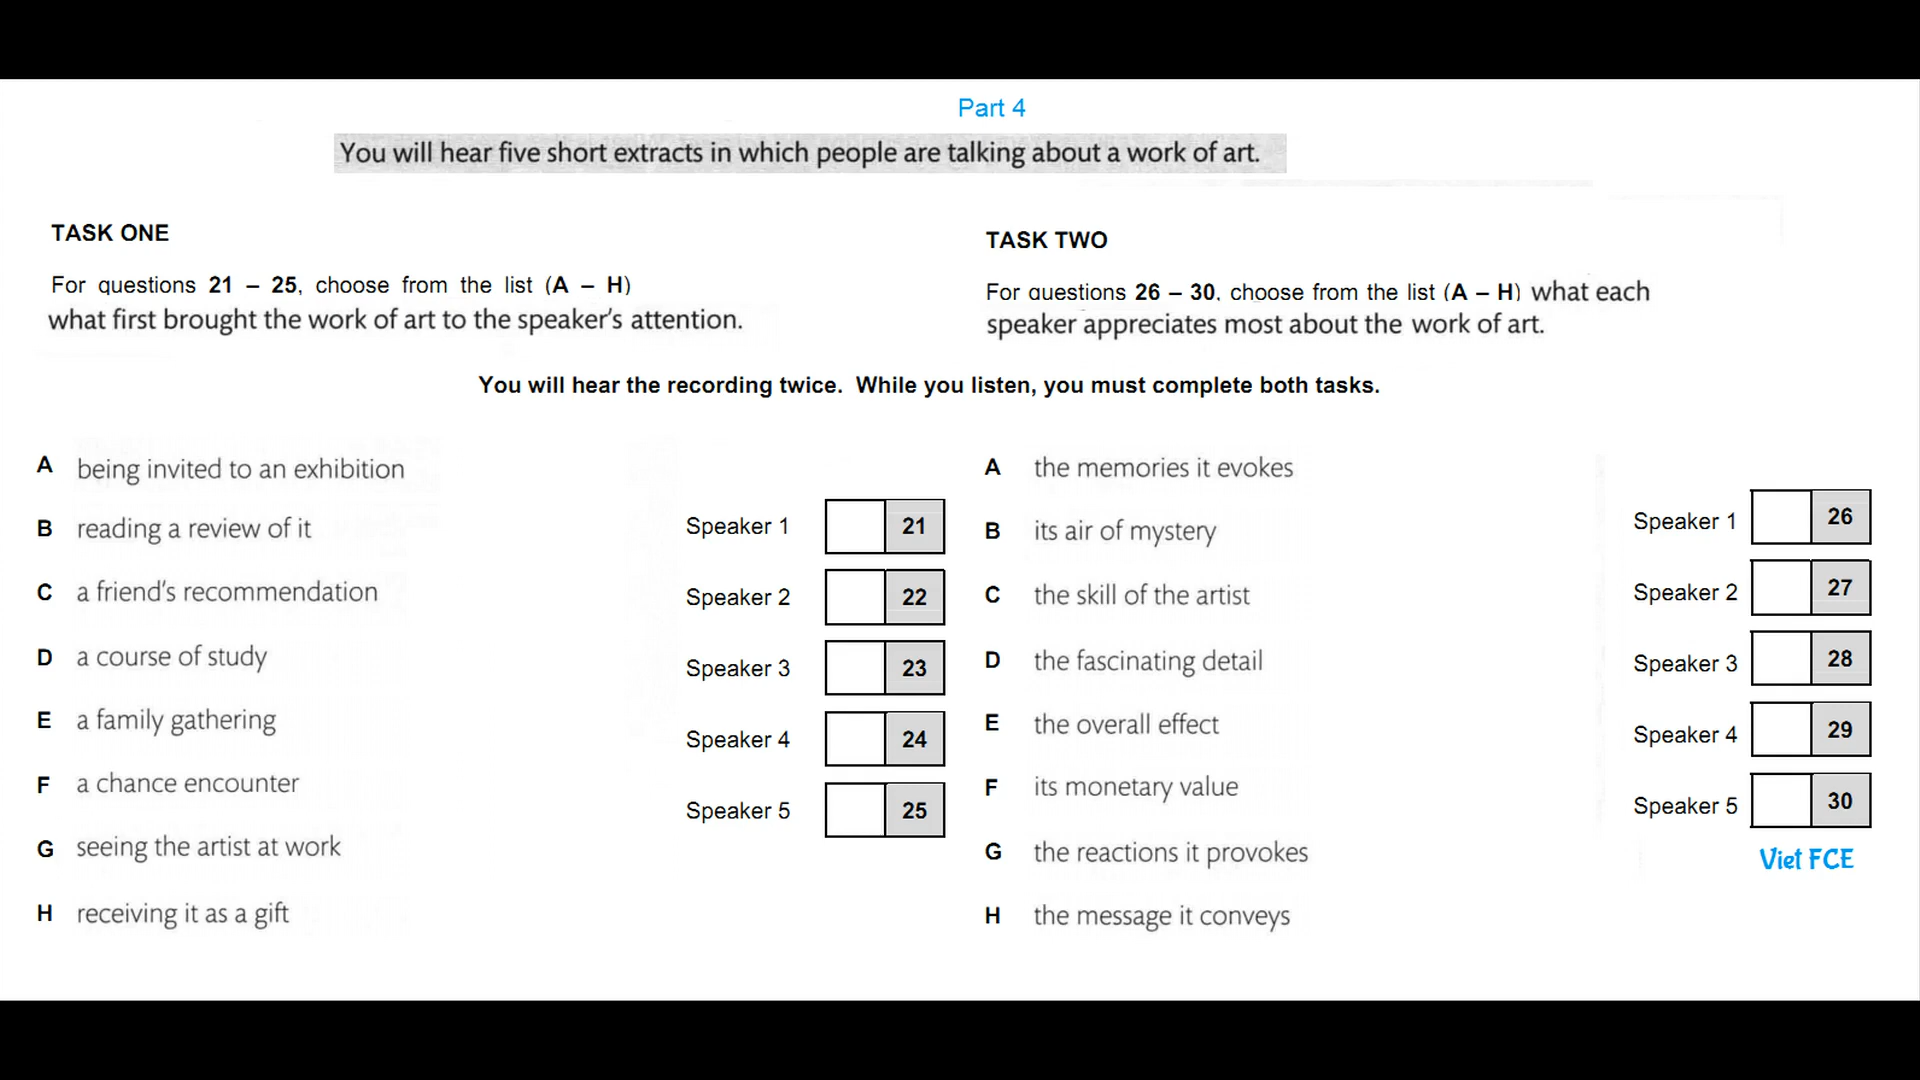 Part 4
You will hear five short extracts in which people are talking about a work of art.
TASK ONE
For questions 21 – 25, choose from the list (A – H)
what first brought the work of art to the speaker's attention.
TASK TWO
For questions 26 – 30, choose from the list (A – H) what each
speaker appreciates most about the work of art.
You will hear the recording twice. While you listen, you must complete both tasks.
A being invited to an exhibition
B reading a review of it
C a friend's recommendation
D a course of study
E a family gathering
F a chance encounter
G seeing the artist at work
H receiving it as a gift
Speaker 1 21
Speaker 2 22
Speaker 3 23
Speaker 4 24
Speaker 5 25
A the memories it evokes
B its air of mystery
C the skill of the artist
D the fascinating detail
E the overall effect
F its monetary value
G the reactions it provokes
H the message it conveys
Speaker 1 26
Speaker 2 27
Speaker 3 28
Speaker 4 29
Speaker 5 30
Viet FCE